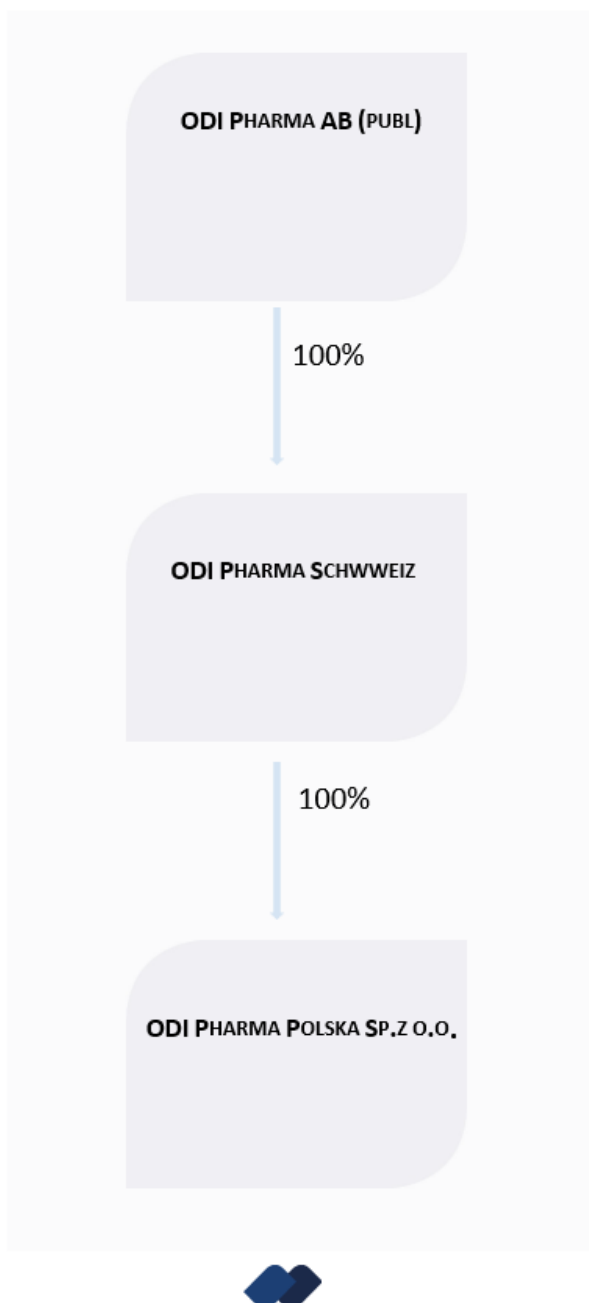 ODI PHARMA AB (PUBL)
100%
ODI PHARMA SCHWWEIZ
100%
ODI PHARMA POLSKA SP.Z O.O.